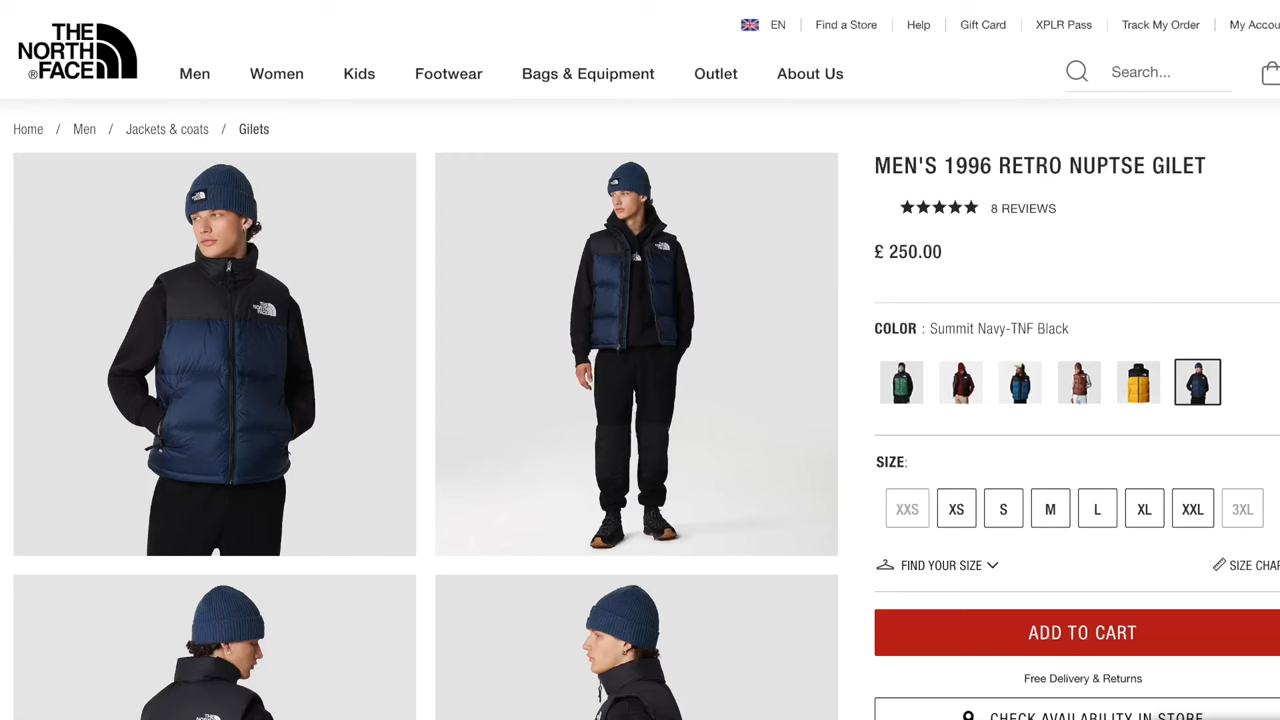 THE
NORTH
®FACE
EN
Find a Store
Help
Gift Card
XPLR Pass
Track My Order
My Accou
Men
Women
Kids
Footwear
Bags & Equipment
Outlet
About Us
Search...
Home / Men / Jackets & coats / Gilets
MEN'S 1996 RETRO NUPTSE GILET
8 REVIEWS
£ 250.00
COLOR : Summit Navy-TNF Black
SIZE:
XXS XS S M L XL XXL 3XL
FIND YOUR SIZE
SIZE CHAR
ADD TO CART
Free Delivery & Returns
CHECK AVAILABILITY IN STORE